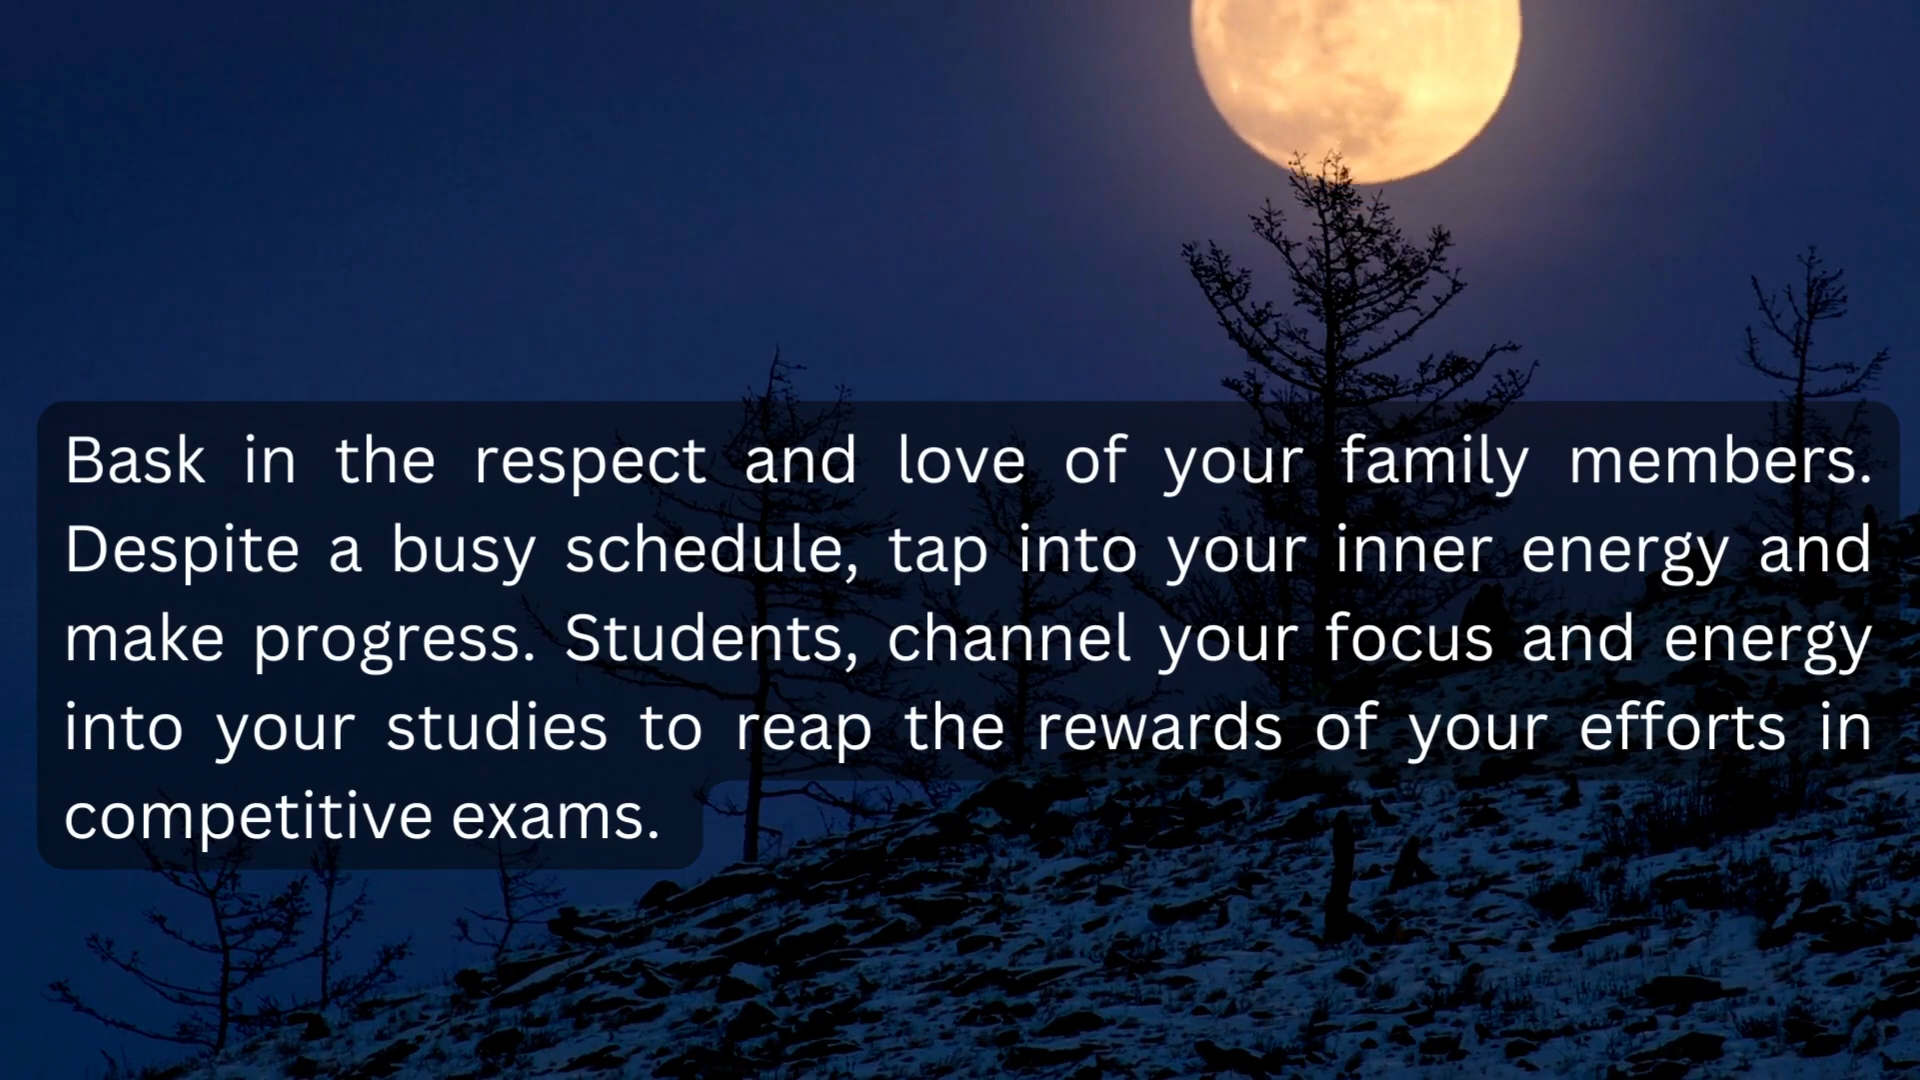 Bask in the respect and love of your family members.
Despite a busy schedule, tap into your inner energy and
make progress. Students, channel your focus and energy
into your studies to reap the rewards of your efforts in
competitive exams.